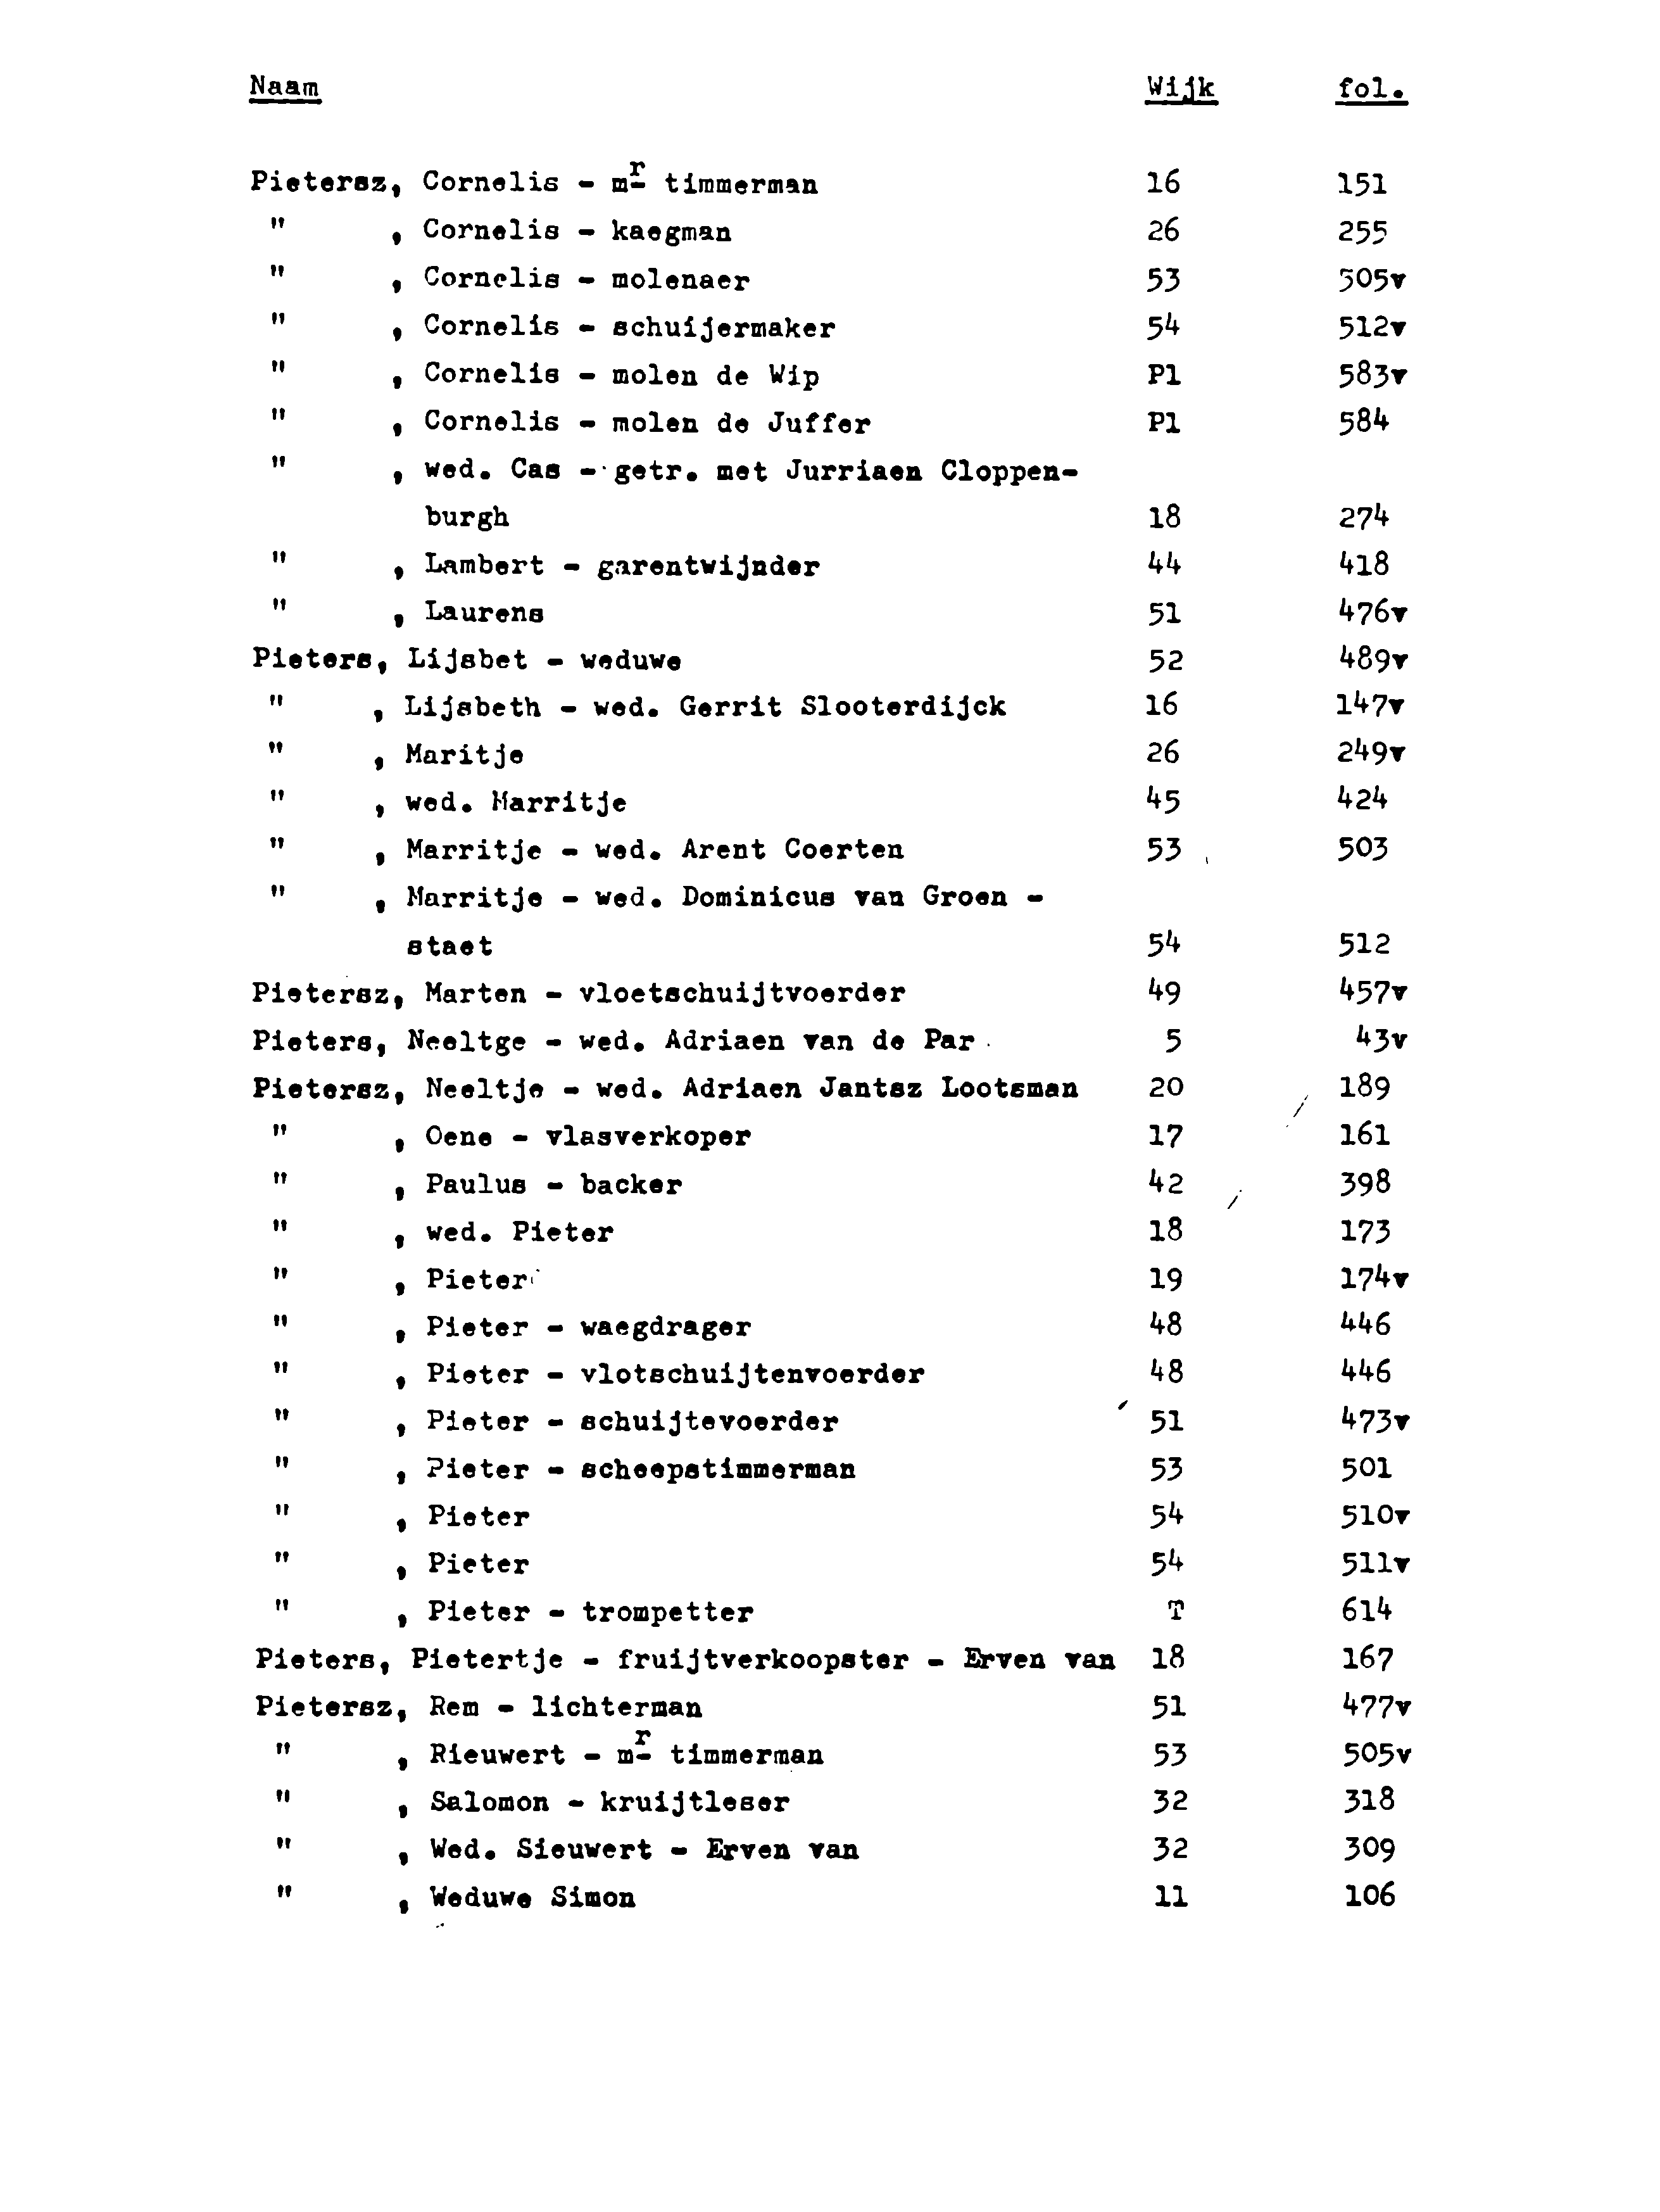 Naam Wijk fol.
Pietersz, Cornelis - mr timmerman 16 151
" , Cornelis - kaegman 26 255
" , Cornelis - molenaer 53 505v
" , Cornelis - schuijermaker 54 512v
" , Cornelis - molen de Wip Pl 583v
" , Cornelis - molen de Juffer Pl 584
" , wed. Cas - getr. met Jurriaen Cloppen-
burgh 18 274
" , Lambert - garentwijnder 44 418
" , Laurens 51 476v
Pieters, Lijsbet - weduwe 52 489v
" , Lijsbeth - wed. Gerrit Slooterdijck 16 147v
" , Maritje 26 249v
" , wed. Marritje 45 424
" , Marritje - wed. Arent Coerten 53 503
" , Marritje - wed. Dominicus van Groen -
staet 54 512
Pietersz, Marten - vloetschuijtvoerder 49 457v
Pieters, Neeltge - wed. Adriaen van de Par 5 43v
Pietersz, Neeltje - wed. Adriaen Jantsz Lootsman 20 189
" , Oene - vlasverkoper 17 161
" , Paulus - backer 42 398
" , wed. Pieter 18 173
" , Pieter 19 174v
" , Pieter - waegdrager 48 446
" , Pieter - vlotschuijtenvoerder 48 446
" , Pieter - schuijtevoerder 51 473v
" , Pieter - scheepstimmerman 53 501
" , Pieter 54 510v
" , Pieter 54 511v
" , Pieter - trompetter T 614
Pieters, Pietertje - fruijtverkoopster - Erven van 18 167
Pietersz, Rem - lichterman 51 477v
" , Rieuwert - mr timmerman 53 505v
" , Salomon - kruijtleser 32 318
" , Wed. Sieuwert - Erven van 32 309
" , Weduwe Simon 11 106